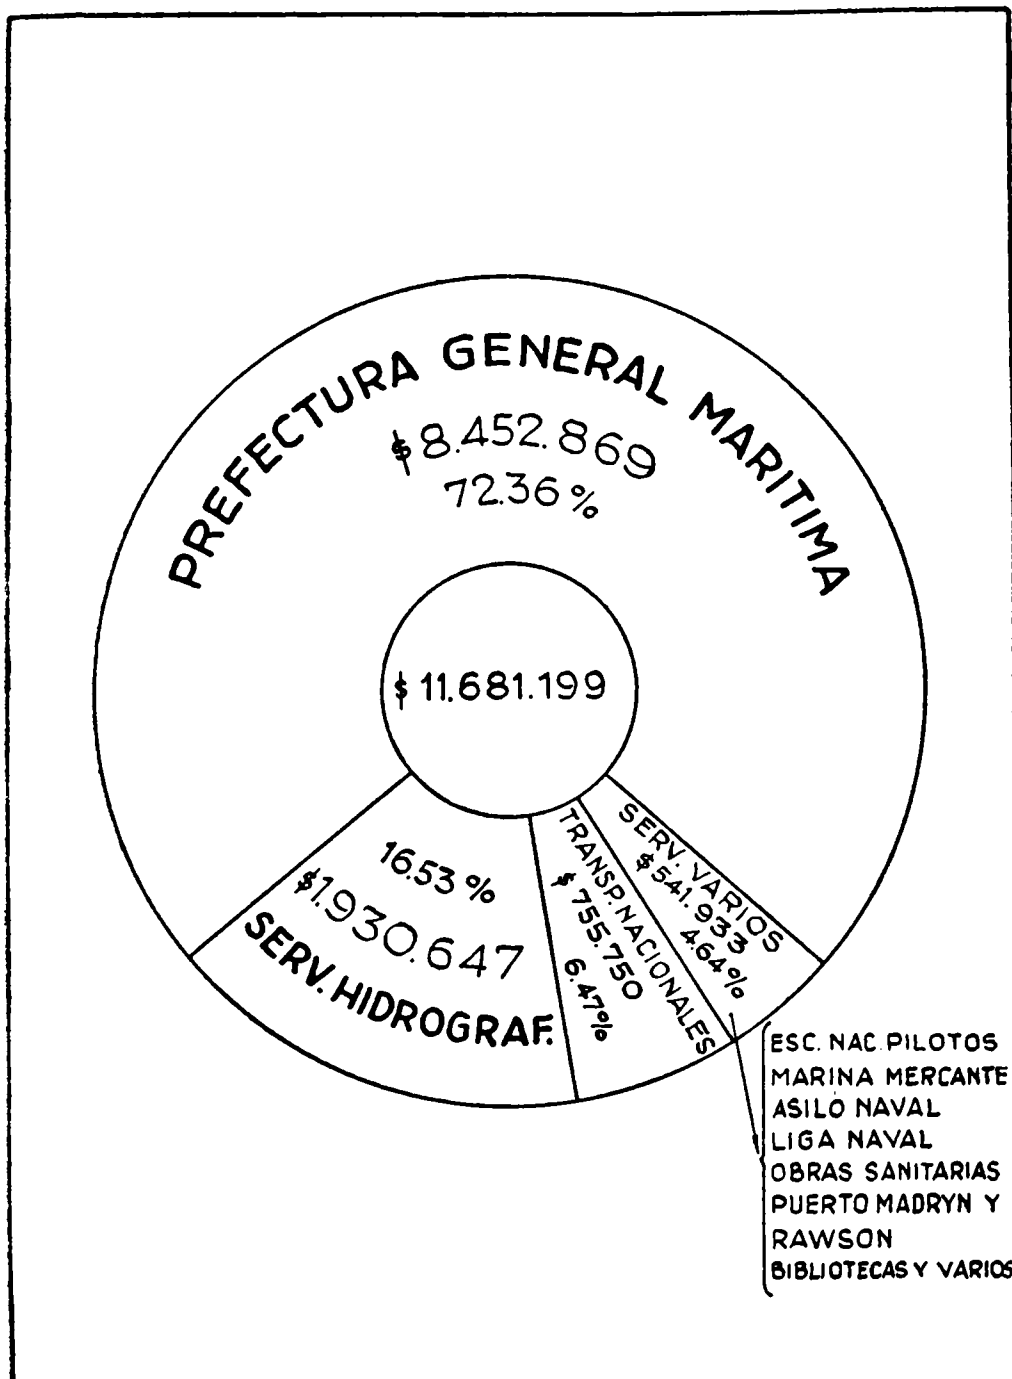 PREFECTURA GENERAL MARITIMA
$ 8.452.869
72.36 %
$ 11.681.199
16.53 %
$1.930.647
SERV. HIDROGRAF.
TRANSP. NACIONALES
$ 755.750
6.47%
SERV. VARIOS
$ 541.933
4.64%
ESC. NAC. PILOTOS
MARINA MERCANTE
ASILO NAVAL
LIGA NAVAL
OBRAS SANITARIAS
PUERTO MADRYN Y
RAWSON
BIBLIOTECAS Y VARIOS